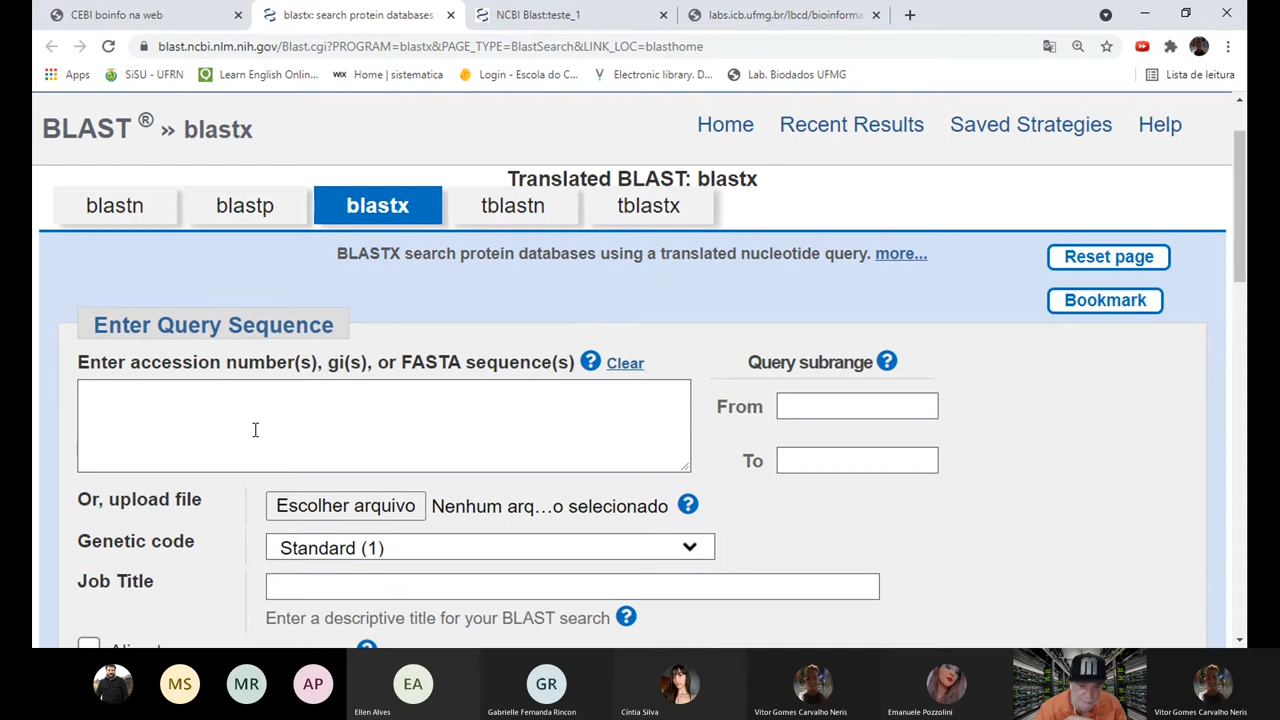 CEBI boinfo na web
blastx: search protein databases
NCBI Blast:teste_1
labs.icb.ufmg.br/lbcd/bioinforma
blast.ncbi.nlm.nih.gov/Blast.cgi?PROGRAM=blastx&PAGE_TYPE=BlastSearch&LINK_LOC=blasthome
Apps
SiSU - UFRN
Learn English Onlin...
WIX
Home | sistematica
Login - Escola do C...
Electronic library. D...
Lab. Biodados UFMG
Lista de leitura
BLAST ® » blastx
Home
Recent Results
Saved Strategies
Help
Translated BLAST: blastx
blastn
blastp
blastx
tblastn
tblastx
BLASTX search protein databases using a translated nucleotide query. more...
Reset page
Bookmark
Enter Query Sequence
Enter accession number(s), gi(s), or FASTA sequence(s) ? Clear
Query subrange ?
From
To
Or, upload file
Escolher arquivo Nenhum arq…o selecionado ?
Genetic code
Standard (1)
Job Title
Enter a descriptive title for your BLAST search ?
MS
MR
AP
EA
GR
Ellen Alves
Gabrielle Fernanda Rincon
Cíntia Silva
Vitor Gomes Carvalho Neris
Emanuele Pozzolini
M
Vitor Gomes Carvalho Neris